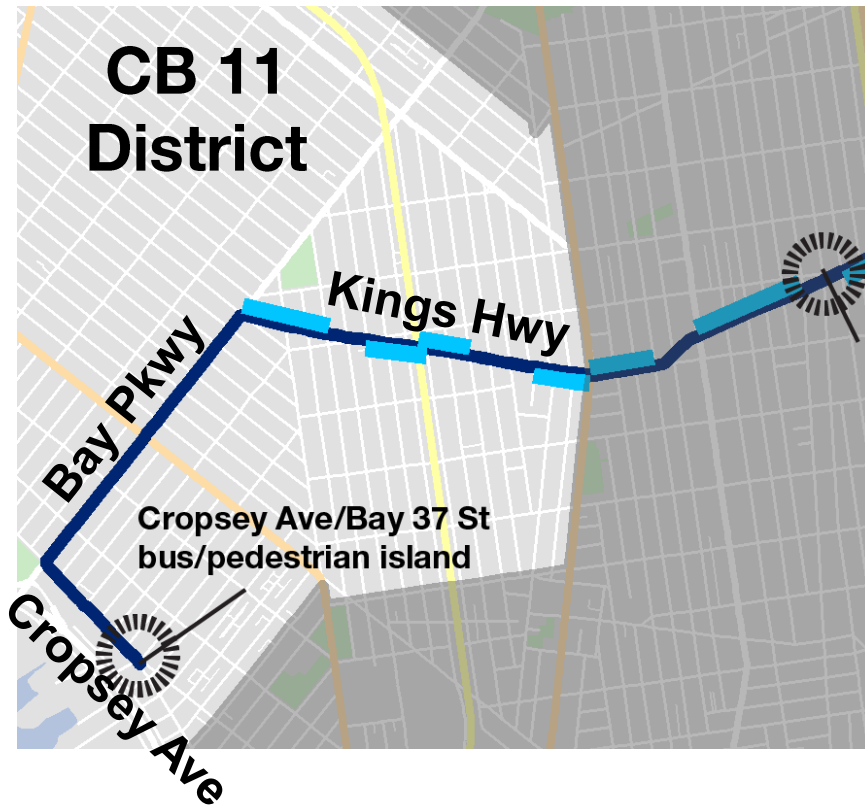 CB 11
District
Kings Hwy
Bay Pkwy
Cropsey Ave/Bay 37 St
bus/pedestrian island
Cropsey Ave